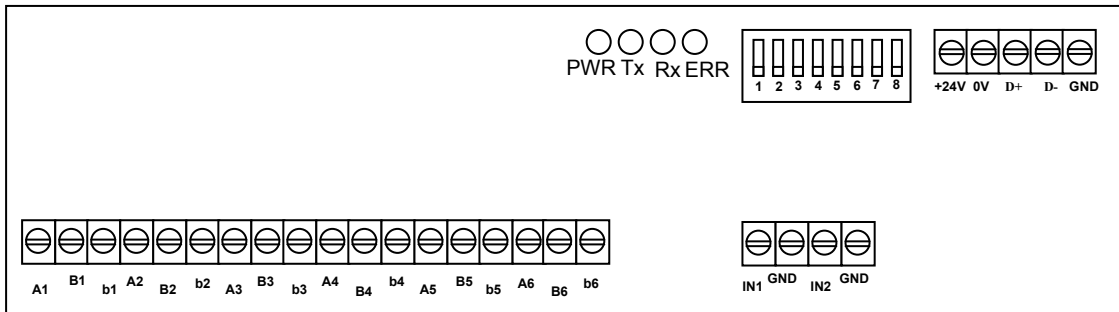 PWR Tx Rx ERR
1 2 3 4 5 6 7 8
+24V 0V D+ D- GND
A1 B1 b1 A2 B2 b2 A3 B3 b3 A4 B4 b4 A5 B5 b5 A6 B6 b6
IN1 GND IN2 GND